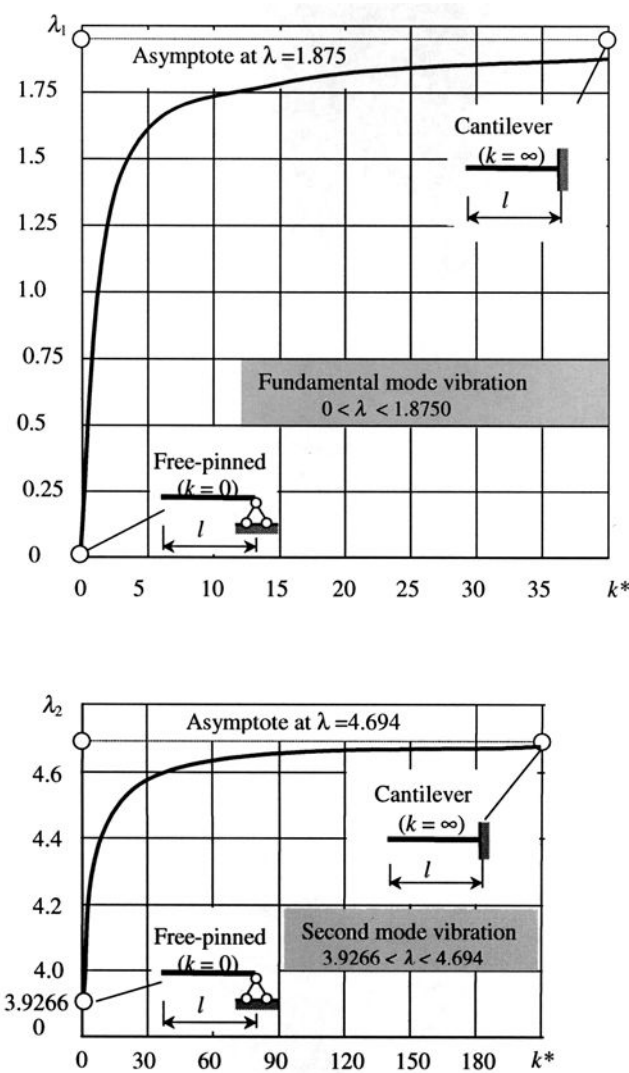 λ1
Asymptote at λ =1.875
1.75
1.5
1.25
1.0
0.75
0.5
0.25
0
Cantilever
(k = ∞)
l
Fundamental mode vibration
0 < λ < 1.8750
Free-pinned
(k = 0)
l
0 5 10 15 20 25 30 35 k*
λ2
Asymptote at λ =4.694
4.6
4.4
4.2
4.0
3.9266
0
Cantilever
(k = ∞)
l
Second mode vibration
3.9266 < λ < 4.694
Free-pinned
(k = 0)
l
0 30 60 90 120 150 180 k*